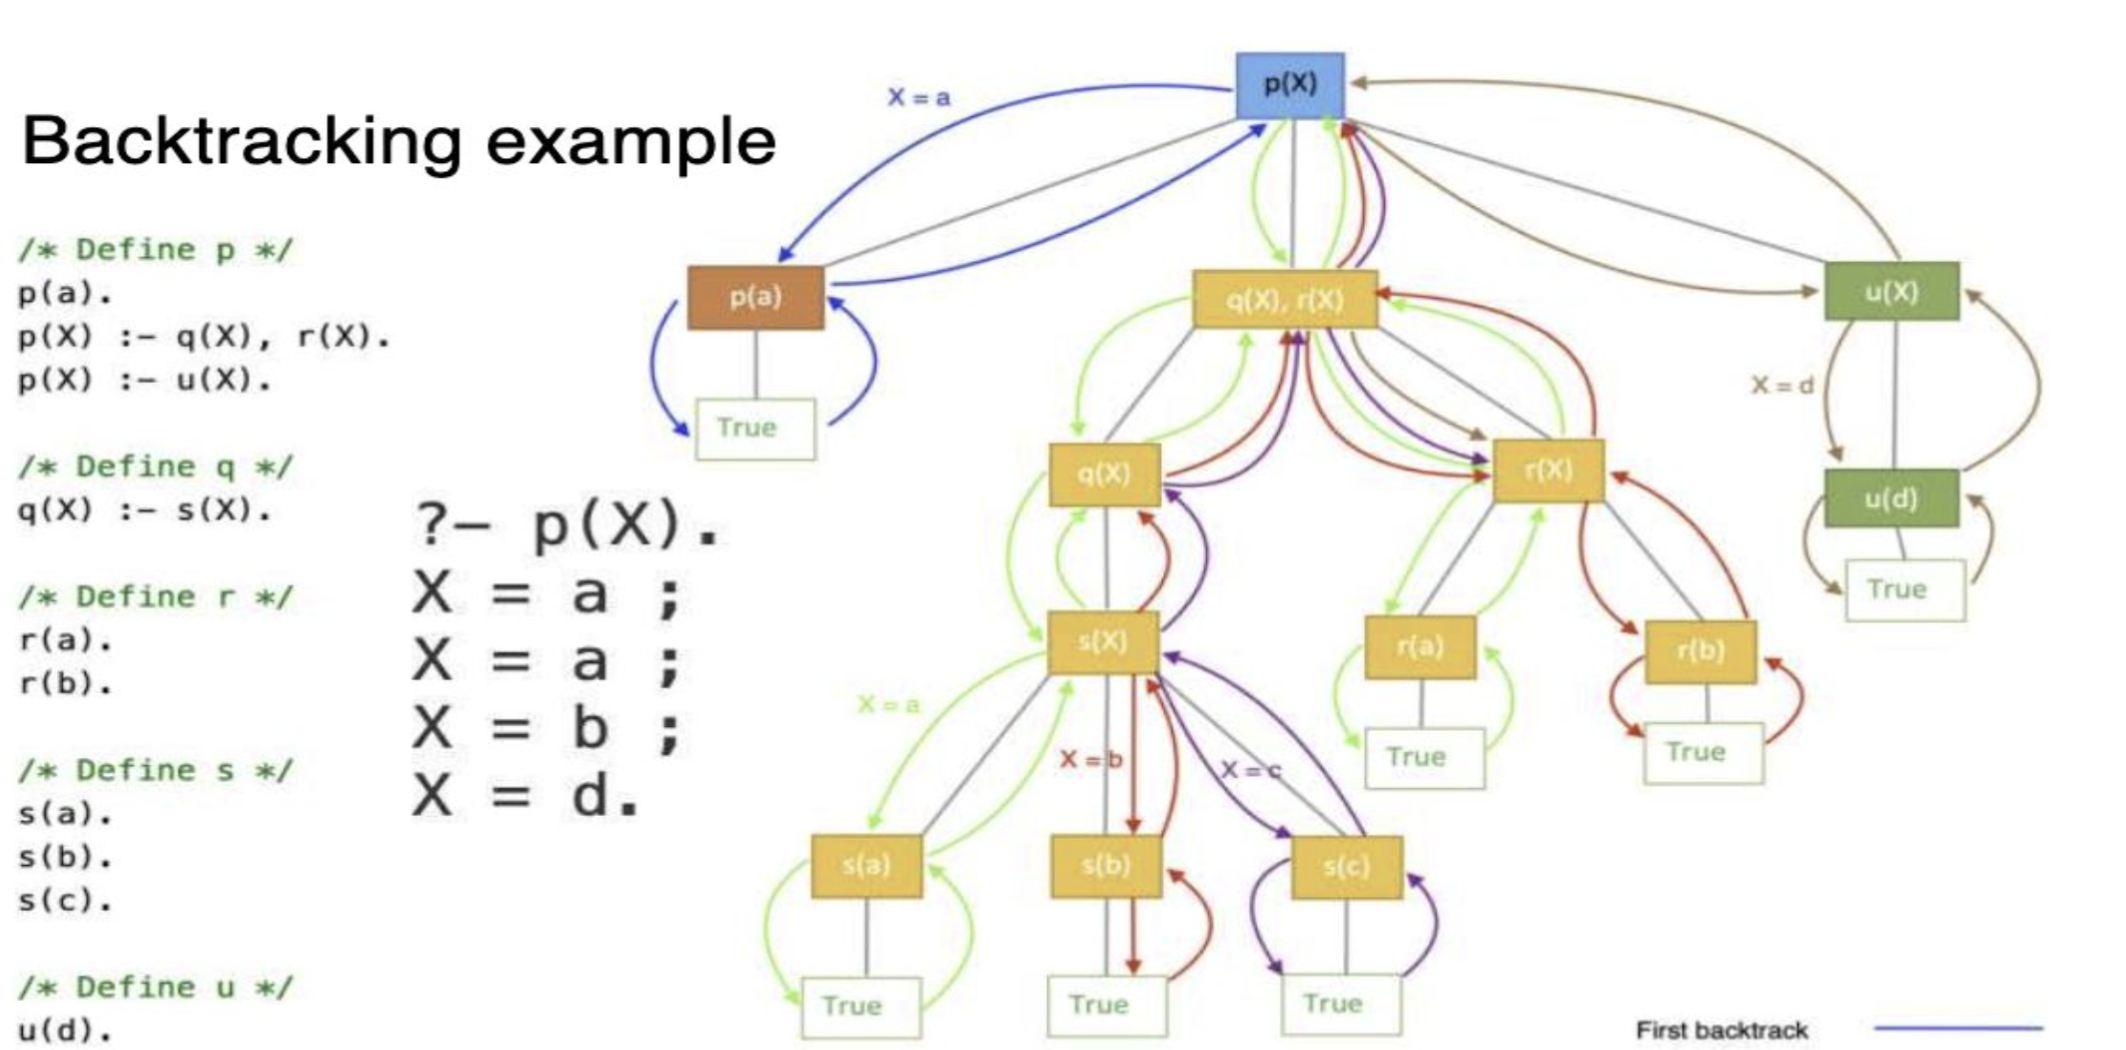 Backtracking example
/* Define p */
p(a).
p(X) :- q(X), r(X).
p(X) :- u(X).
/* Define q */
q(X) :- s(X).
/* Define r */
r(a).
r(b).
/* Define s */
s(a).
s(b).
s(c).
/* Define u */
u(d).
?- p(X).
X = a ;
X = a ;
X = b ;
X = d.
p(X)
X = a
p(a)
True
q(X), r(X)
u(X)
X = d
q(X)
r(X)
u(d)
True
s(X)
r(a)
r(b)
X = a
X = b
X = c
True
True
s(a)
s(b)
s(c)
True
True
True
First backtrack